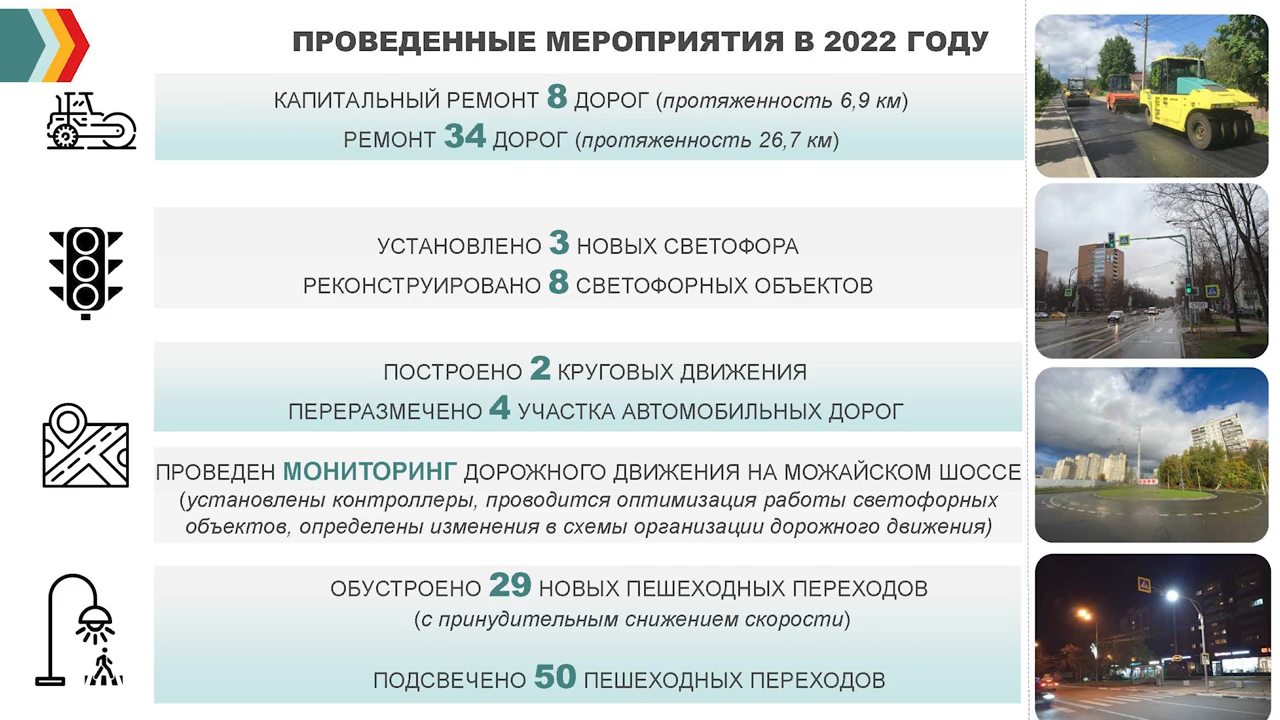 ПРОВЕДЕННЫЕ МЕРОПРИЯТИЯ В 2022 ГОДУ
КАПИТАЛЬНЫЙ РЕМОНТ 8 ДОРОГ (протяженность 6,9 км)
РЕМОНТ 34 ДОРОГ (протяженность 26,7 км)
УСТАНОВЛЕНО 3 НОВЫХ СВЕТОФОРА
РЕКОНСТРУИРОВАНО 8 СВЕТОФОРНЫХ ОБЪЕКТОВ
ПОСТРОЕНО 2 КРУГОВЫХ ДВИЖЕНИЯ
ПЕРЕРАЗМЕЧЕНО 4 УЧАСТКА АВТОМОБИЛЬНЫХ ДОРОГ
ПРОВЕДЕН МОНИТОРИНГ ДОРОЖНОГО ДВИЖЕНИЯ НА МОЖАЙСКОМ ШОССЕ
(установлены контроллеры, проводится оптимизация работы светофорных
объектов, определены изменения в схемы организации дорожного движения)
ОБУСТРОЕНО 29 НОВЫХ ПЕШЕХОДНЫХ ПЕРЕХОДОВ
(с принудительным снижением скорости)
ПОДСВЕЧЕНО 50 ПЕШЕХОДНЫХ ПЕРЕХОДОВ
СТОП